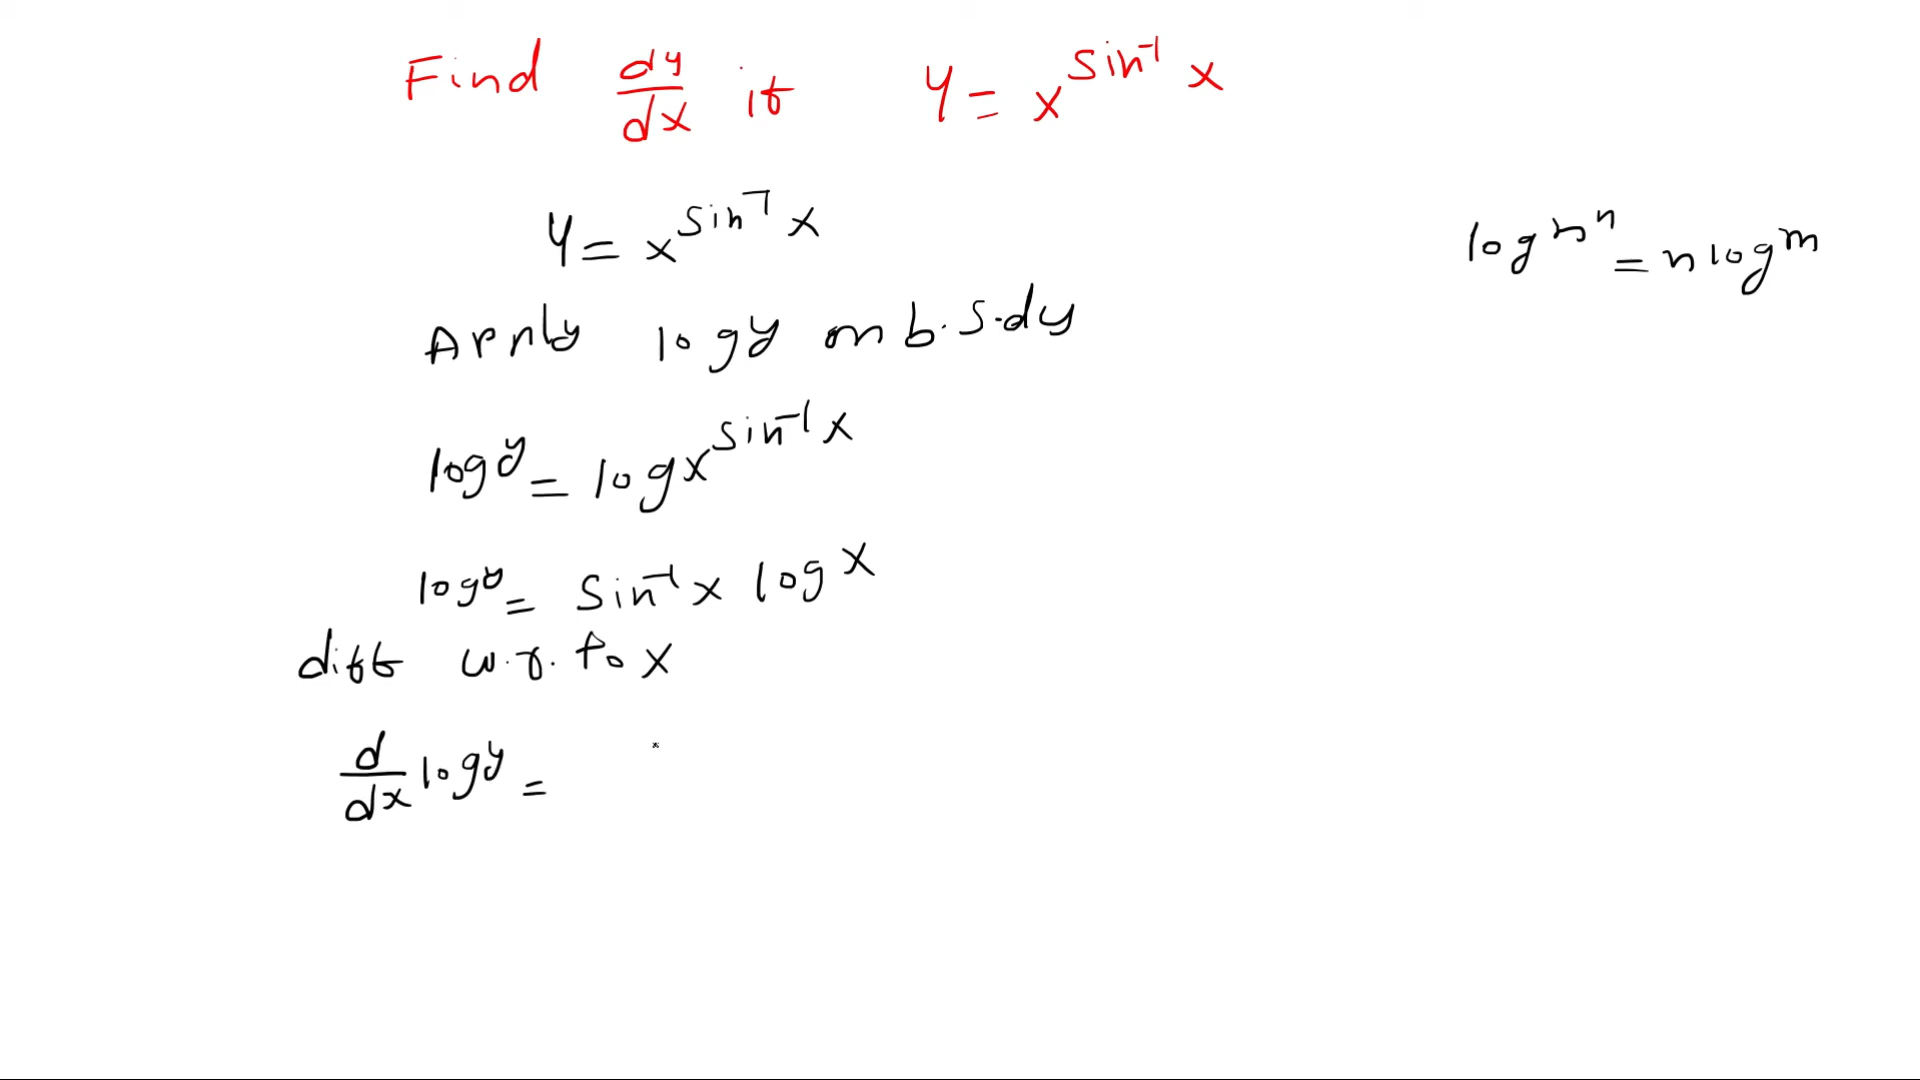 Find dy/dx if y = x^sin⁻¹ x
y = x^sin⁻¹ x
log m^n = n log m
Apply log on b.s.
log y = log x^sin⁻¹ x
log y = sin⁻¹ x log x
diff w.r. to x
d/dx log y =